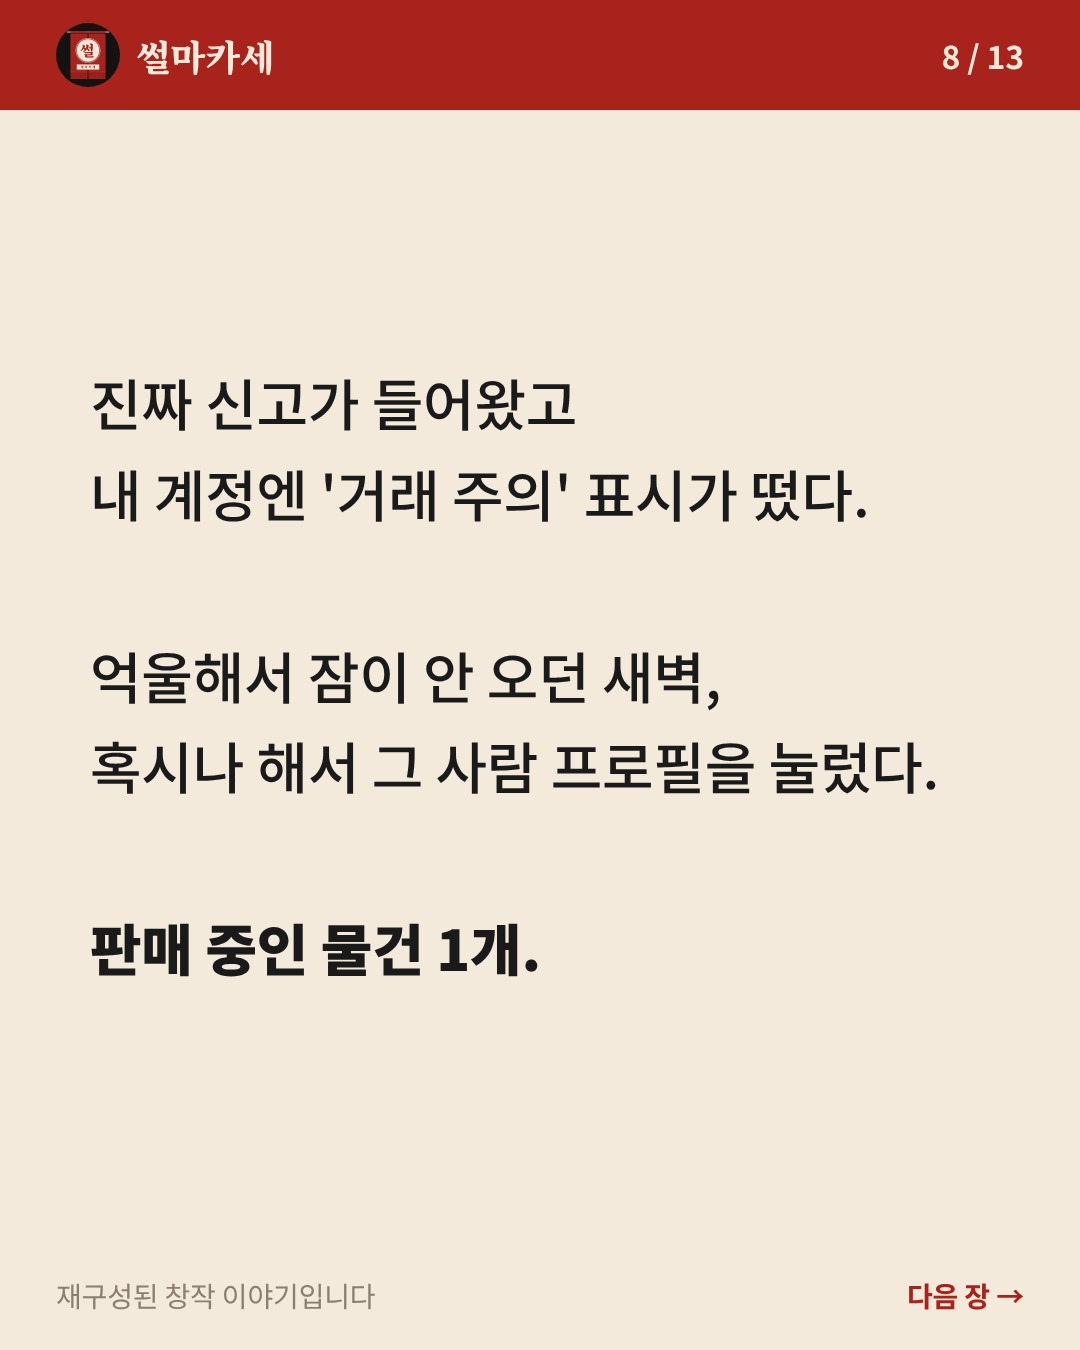 썰
썰마카세
8 / 13
진짜 신고가 들어왔고
내 계정엔 '거래 주의' 표시가 떴다.
억울해서 잠이 안 오던 새벽,
혹시나 해서 그 사람 프로필을 눌렀다.
판매 중인 물건 1개.
재구성된 창작 이야기입니다
다음 장 →